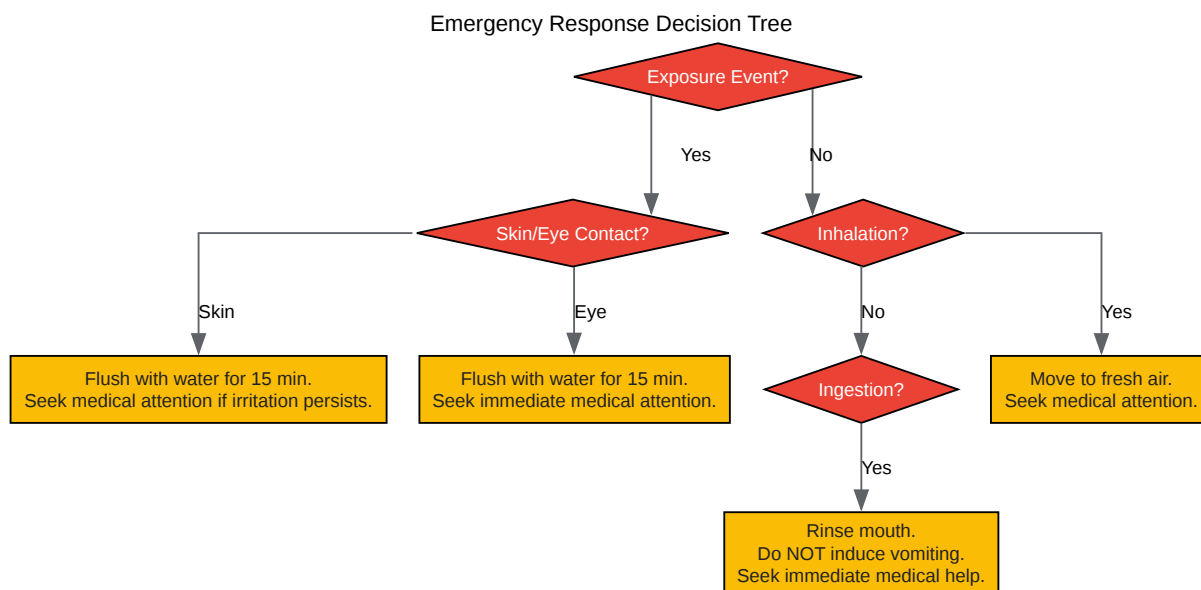 Emergency Response Decision Tree
Exposure Event?
Yes
No
Skin/Eye Contact?
Inhalation?
Skin
Eye
No
Yes
Flush with water for 15 min.
Seek medical attention if irritation persists.
Flush with water for 15 min.
Seek immediate medical attention.
Ingestion?
Move to fresh air.
Seek medical attention.
Yes
Rinse mouth.
Do NOT induce vomiting.
Seek immediate medical help.